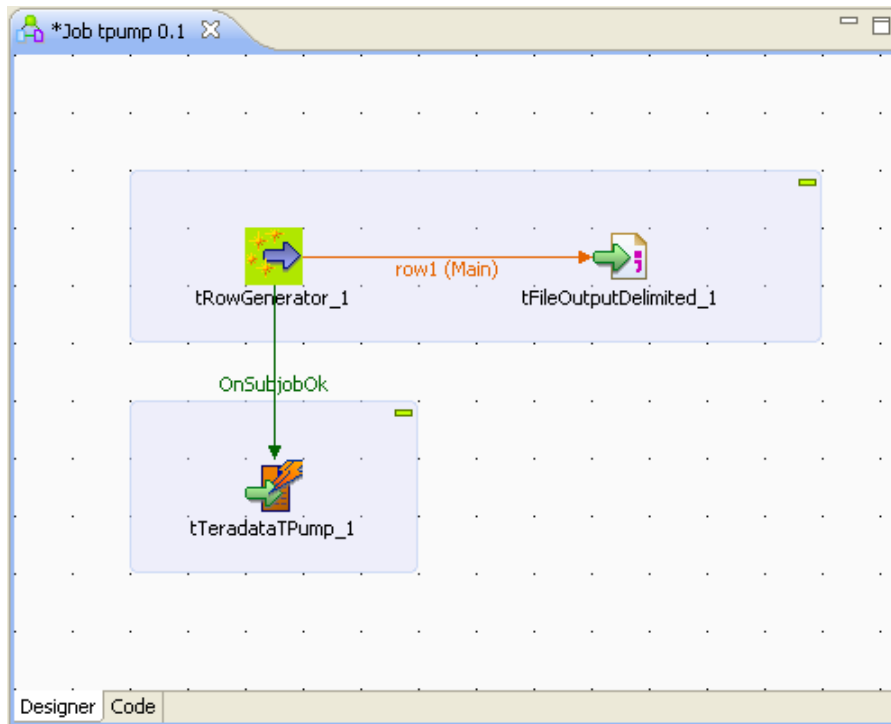 *Job tpump 0.1
row1 (Main)
tRowGenerator_1
tFileOutputDelimited_1
OnSubjobOk
tTeradataTPump_1
Designer
Code